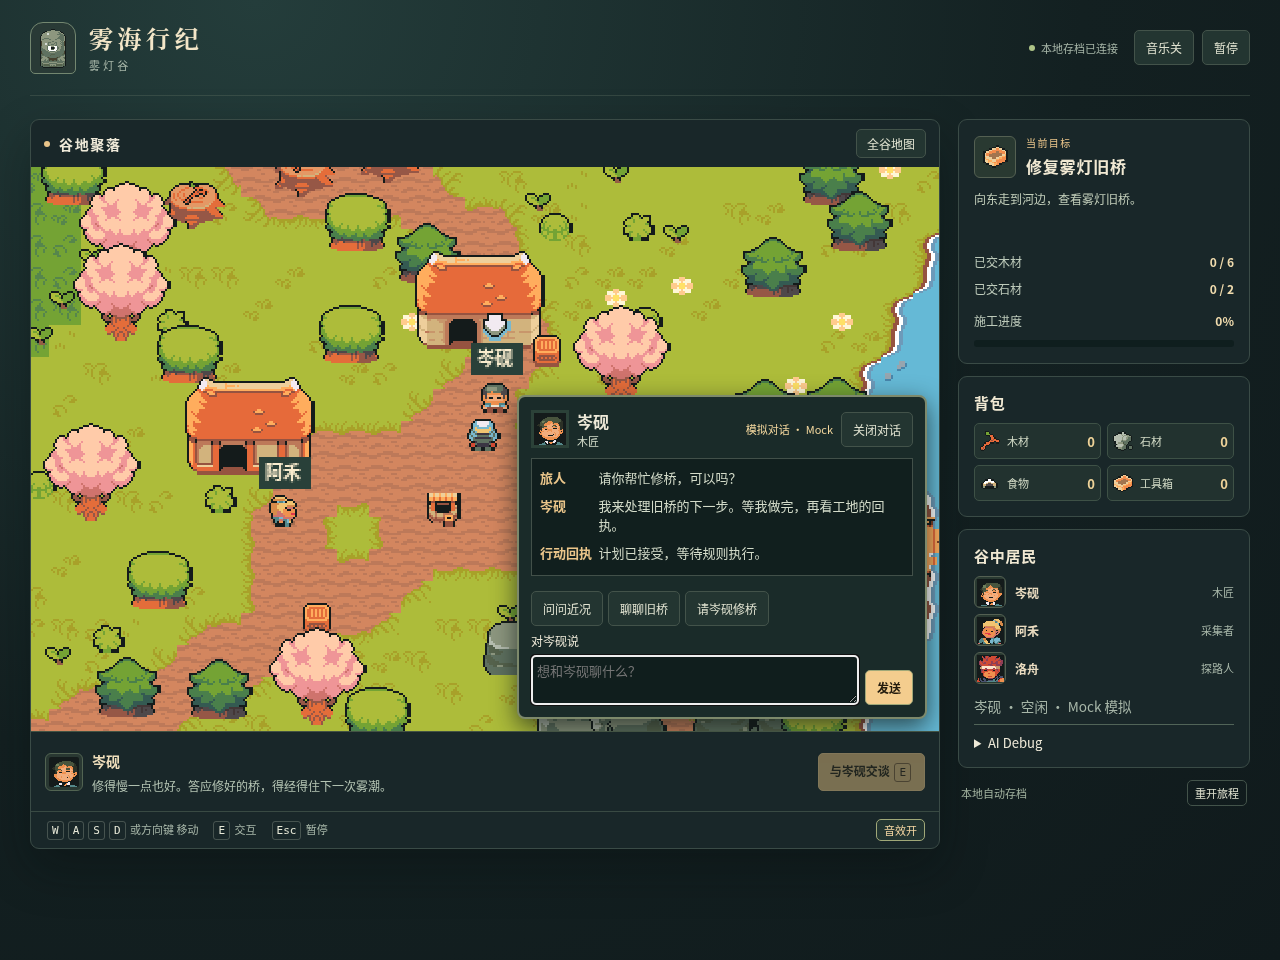 雾海行纪
雾灯谷
本地存档已连接
音乐关
暂停
谷地聚落
全谷地图
岑砚
阿禾
岑砚
木匠
模拟对话 · Mock
关闭对话
旅人 请你帮忙修桥，可以吗？
岑砚 我来处理旧桥的下一步。等我做完，再看工地的回
执。
行动回执 计划已接受，等待规则执行。
问问近况
聊聊旧桥
请岑砚修桥
对岑砚说
想和岑砚聊什么？
发送
岑砚
修得慢一点也好。答应修好的桥，得经得住下一次雾潮。
与岑砚交谈 E
W A S D 或方向键 移动 E 交互 Esc 暂停
音效开
当前目标
修复雾灯旧桥
向东走到河边，查看雾灯旧桥。
已交木材 0 / 6
已交石材 0 / 2
施工进度 0%
背包
木材 0
石材 0
食物 0
工具箱 0
谷中居民
岑砚 木匠
阿禾 采集者
洛舟 探路人
岑砚 · 空闲 · Mock 模拟
AI Debug
本地自动存档
重开旅程